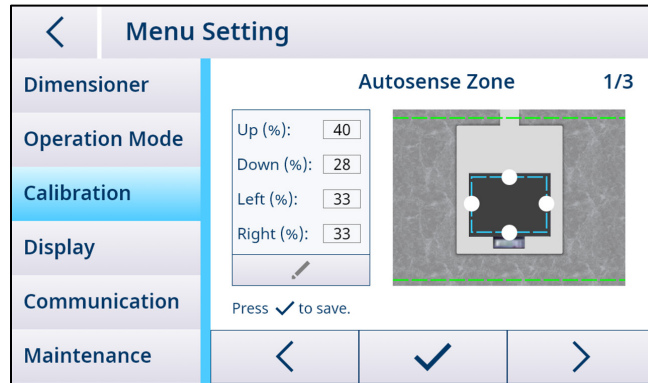 Menu Setting
Dimensioner
Operation Mode
Calibration
Display
Communication
Maintenance
Autosense Zone 1/3
Up (%): 40
Down (%): 28
Left (%): 33
Right (%): 33
Press ✓ to save.